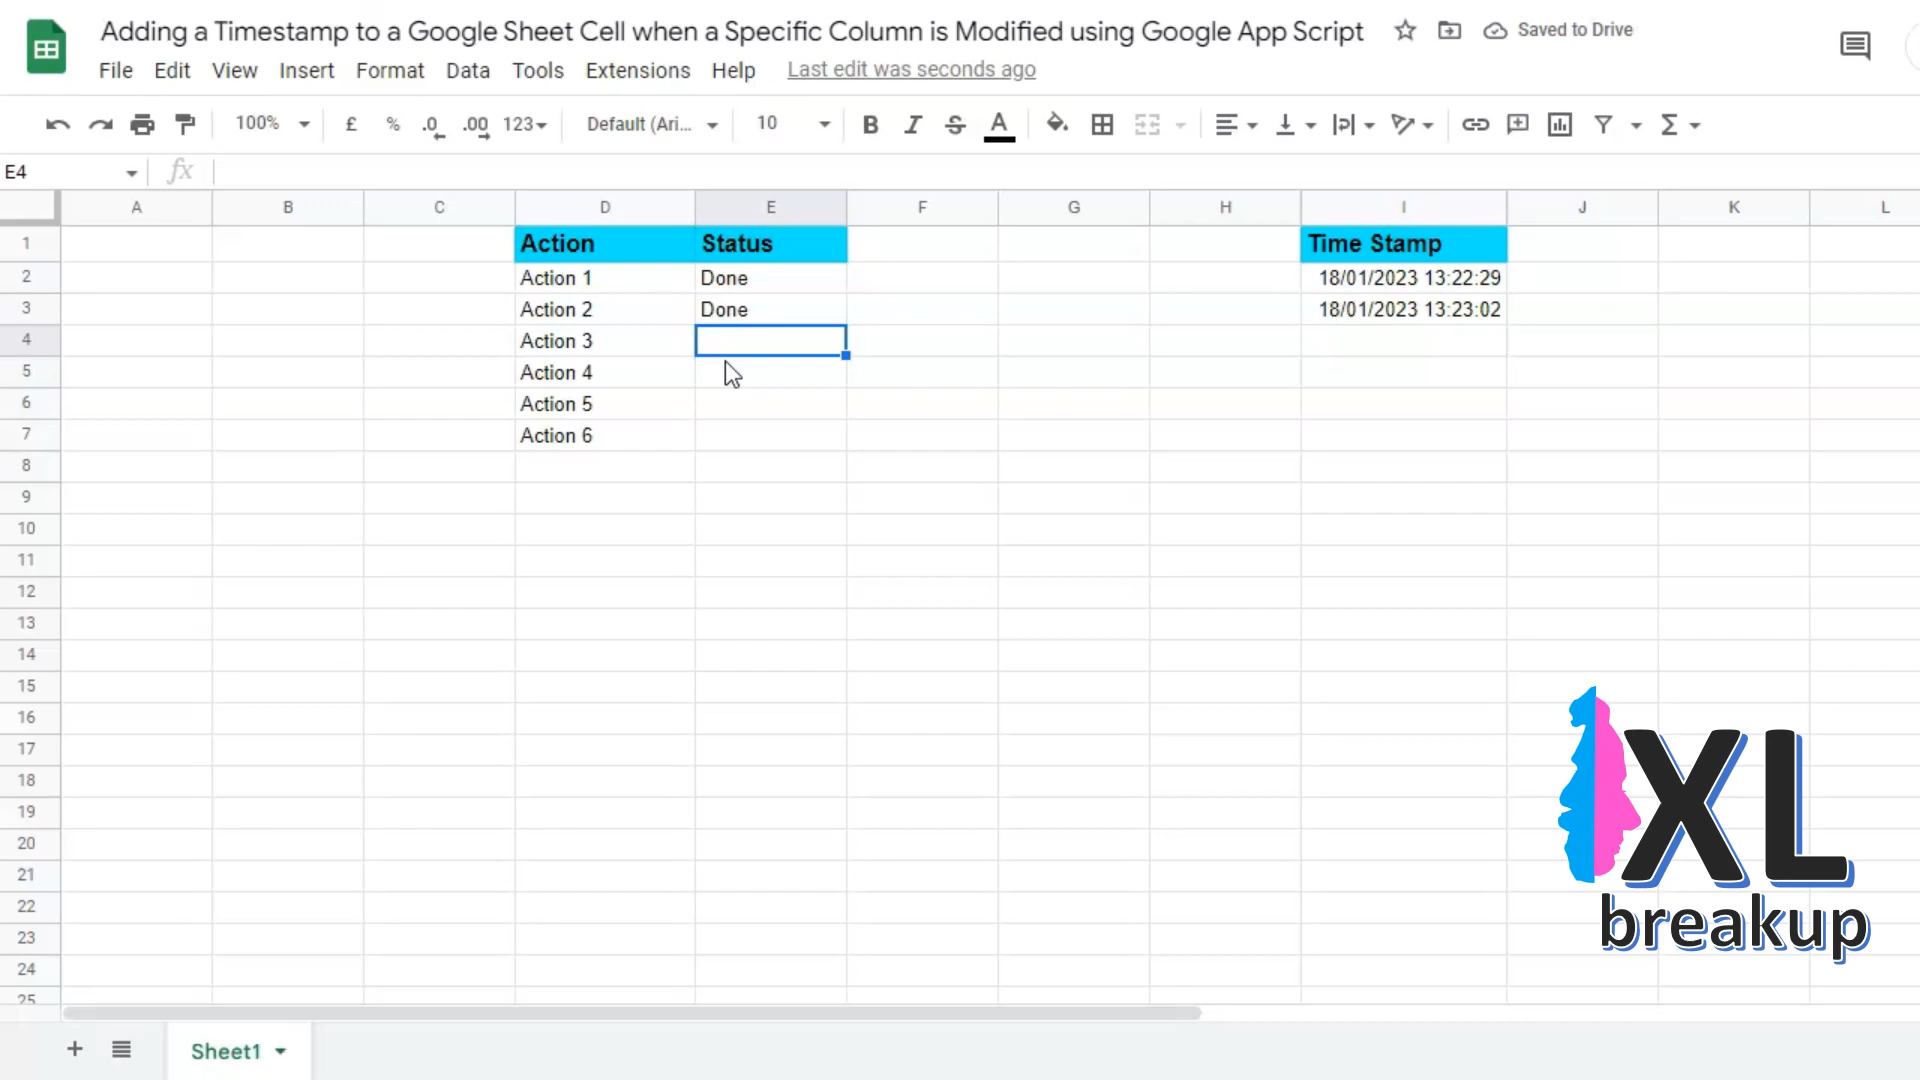 Adding a Timestamp to a Google Sheet Cell when a Specific Column is Modified using Google App Script Saved to Drive
File Edit View Insert Format Data Tools Extensions Help Last edit was seconds ago
100% £ % .0 .00 123 Default (Ari... 10 B I S A
E4 fx
A B C D E F G H I J K L
1 Action Status Time Stamp
2 Action 1 Done 18/01/2023 13:22:29
3 Action 2 Done 18/01/2023 13:23:02
4 Action 3
5 Action 4
6 Action 5
7 Action 6
8
9
10
11
12
13
14
15
16
17
18
19
20
21
22
23
24
25
XL
breakup
+ Sheet1